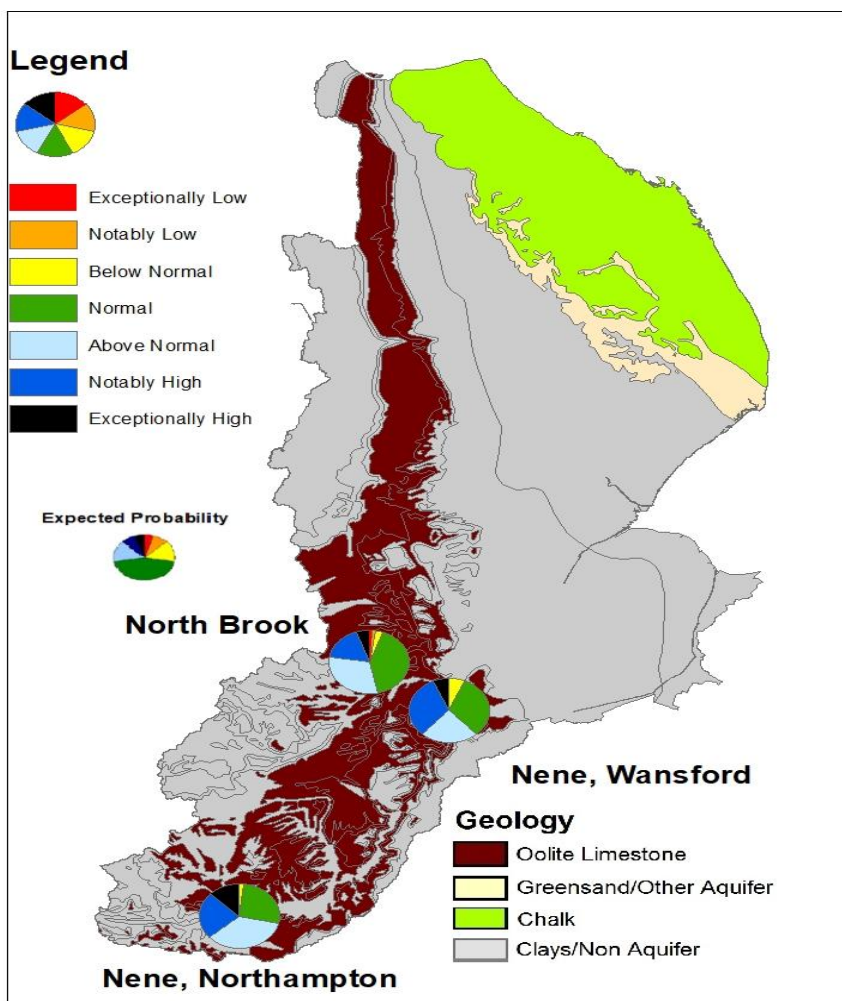 Legend
Exceptionally Low
Notably Low
Below Normal
Normal
Above Normal
Notably High
Exceptionally High
Expected Probability
North Brook
Nene, Wansford
Geology
Oolite Limestone
Greensand/Other Aquifer
Chalk
Clays/Non Aquifer
Nene, Northampton